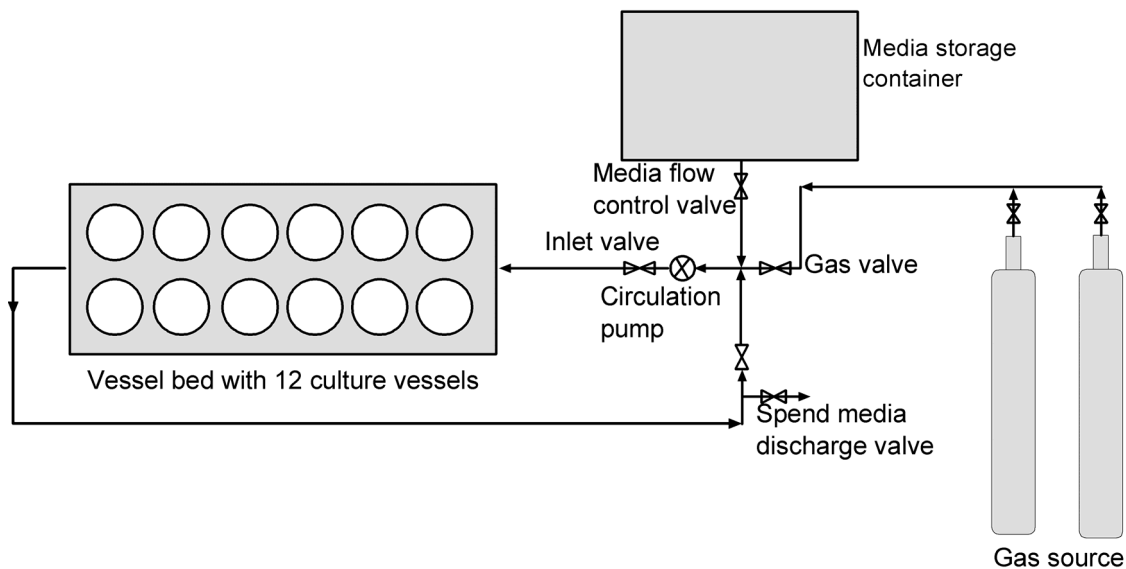 Media storage
container
Media flow
control valve
Inlet valve
Gas valve
Circulation
pump
Vessel bed with 12 culture vessels
Spend media
discharge valve
Gas source